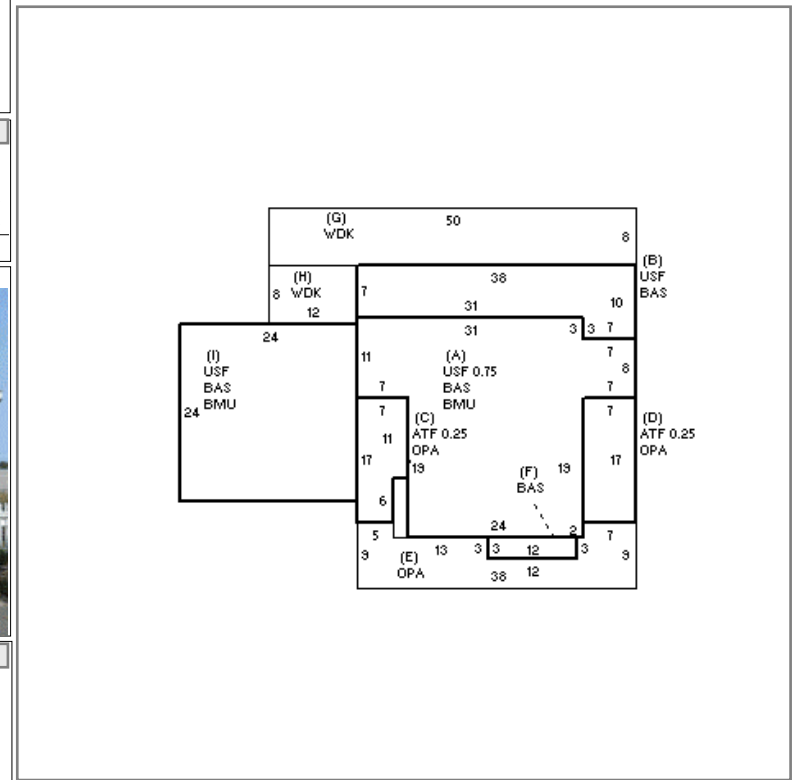 (G) 50
WDK
8
(B)
USF
BAS
(H) 38
8 WDK 7
10
31
12
24 31 3 3 7
(I) 11 (A) 7
USF USF 0.75 8
BAS BAS
BMU 7 BMU 7
24
7 7
(C) (D)
ATF 0.25 ATF 0.25
11 OPA OPA
17 19 19 17
(F)
BAS
6
24 2
5 7
9 13 3 3 12 3 9
(E)
OPA
38 12